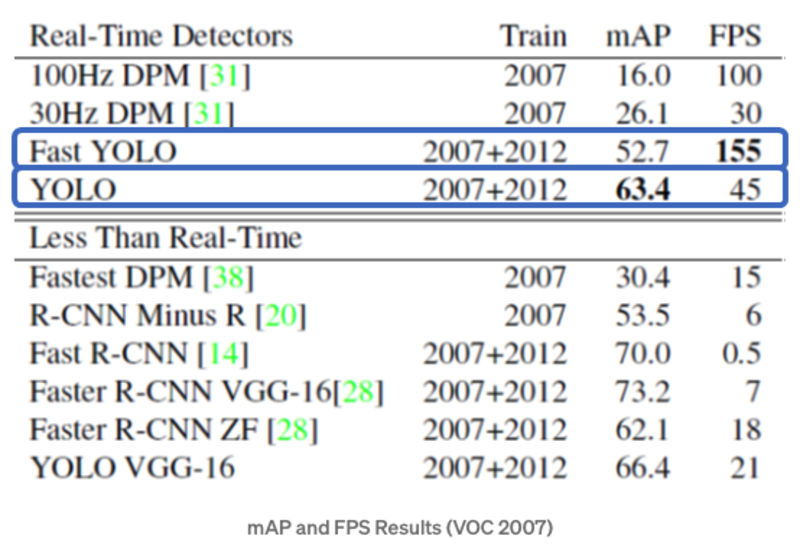 Real-Time Detectors Train mAP FPS
100Hz DPM [31] 2007 16.0 100
30Hz DPM [31] 2007 26.1 30
Fast YOLO 2007+2012 52.7 155
YOLO 2007+2012 63.4 45
Less Than Real-Time
Fastest DPM [38] 2007 30.4 15
R-CNN Minus R [20] 2007 53.5 6
Fast R-CNN [14] 2007+2012 70.0 0.5
Faster R-CNN VGG-16[28] 2007+2012 73.2 7
Faster R-CNN ZF [28] 2007+2012 62.1 18
YOLO VGG-16 2007+2012 66.4 21
mAP and FPS Results (VOC 2007)